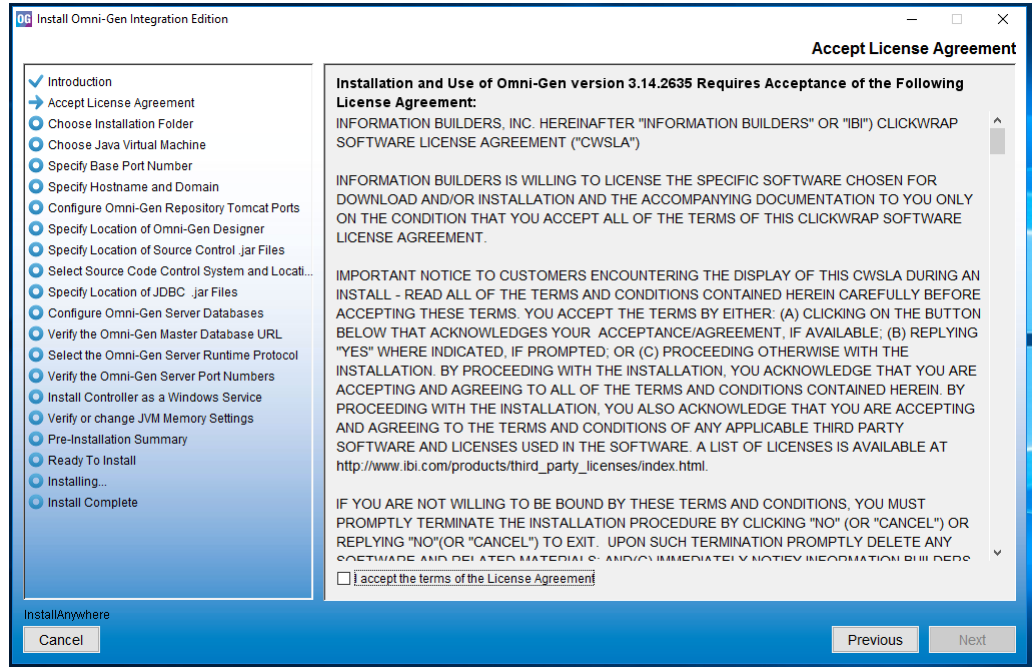 OG Install Omni-Gen Integration Edition
Accept License Agreement
Introduction
Accept License Agreement
Choose Installation Folder
Choose Java Virtual Machine
Specify Base Port Number
Specify Hostname and Domain
Configure Omni-Gen Repository Tomcat Ports
Specify Location of Omni-Gen Designer
Specify Location of Source Control .jar Files
Select Source Code Control System and Locati...
Specify Location of JDBC .jar Files
Configure Omni-Gen Server Databases
Verify the Omni-Gen Master Database URL
Select the Omni-Gen Server Runtime Protocol
Verify the Omni-Gen Server Port Numbers
Install Controller as a Windows Service
Verify or change JVM Memory Settings
Pre-Installation Summary
Ready To Install
Installing...
Install Complete
Installation and Use of Omni-Gen version 3.14.2635 Requires Acceptance of the Following
License Agreement:
INFORMATION BUILDERS, INC. HEREINAFTER "INFORMATION BUILDERS" OR "IBI") CLICKWRAP
SOFTWARE LICENSE AGREEMENT ("CWSLA")
INFORMATION BUILDERS IS WILLING TO LICENSE THE SPECIFIC SOFTWARE CHOSEN FOR
DOWNLOAD AND/OR INSTALLATION AND THE ACCOMPANYING DOCUMENTATION TO YOU ONLY
ON THE CONDITION THAT YOU ACCEPT ALL OF THE TERMS OF THIS CLICKWRAP SOFTWARE
LICENSE AGREEMENT.
IMPORTANT NOTICE TO CUSTOMERS ENCOUNTERING THE DISPLAY OF THIS CWSLA DURING AN
INSTALL - READ ALL OF THE TERMS AND CONDITIONS CONTAINED HEREIN CAREFULLY BEFORE
ACCEPTING THESE TERMS. YOU ACCEPT THE TERMS BY EITHER: (A) CLICKING ON THE BUTTON
BELOW THAT ACKNOWLEDGES YOUR ACCEPTANCE/AGREEMENT, IF AVAILABLE; (B) REPLYING
"YES" WHERE INDICATED, IF PROMPTED; OR (C) PROCEEDING OTHERWISE WITH THE
INSTALLATION. BY PROCEEDING WITH THE INSTALLATION, YOU ACKNOWLEDGE THAT YOU ARE
ACCEPTING AND AGREEING TO ALL OF THE TERMS AND CONDITIONS CONTAINED HEREIN. BY
PROCEEDING WITH THE INSTALLATION, YOU ALSO ACKNOWLEDGE THAT YOU ARE ACCEPTING
AND AGREEING TO THE TERMS AND CONDITIONS OF ANY APPLICABLE THIRD PARTY
SOFTWARE AND LICENSES USED IN THE SOFTWARE. A LIST OF LICENSES IS AVAILABLE AT
http://www.ibi.com/products/third_party_licenses/index.html.
IF YOU ARE NOT WILLING TO BE BOUND BY THESE TERMS AND CONDITIONS, YOU MUST
PROMPTLY TERMINATE THE INSTALLATION PROCEDURE BY CLICKING "NO" (OR "CANCEL") OR
REPLYING "NO"(OR "CANCEL") TO EXIT. UPON SUCH TERMINATION PROMPTLY DELETE ANY
SOFTWARE AND RELATED MATERIALS; AND(C) IMMEDIATELY NOTIFY INFORMATION BUILDERS
I accept the terms of the License Agreement
InstallAnywhere
Cancel
Previous
Next